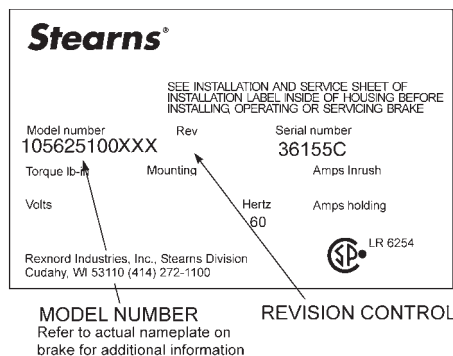 Stearns®
SEE INSTALLATION AND SERVICE SHEET OF
INSTALLATION LABEL INSIDE OF HOUSING BEFORE
INSTALLING, OPERATING OR SERVICING BRAKE
Model number Rev Serial number
105625100XXX 36155C
Torque lb-in Mounting Amps Inrush
Volts Hertz Amps holding
60
LR 6254
Rexnord Industries, Inc., Stearns Division
Cudahy, WI 53110 (414) 272-1100
MODEL NUMBER REVISION CONTROL
Refer to actual nameplate on
brake for additional information